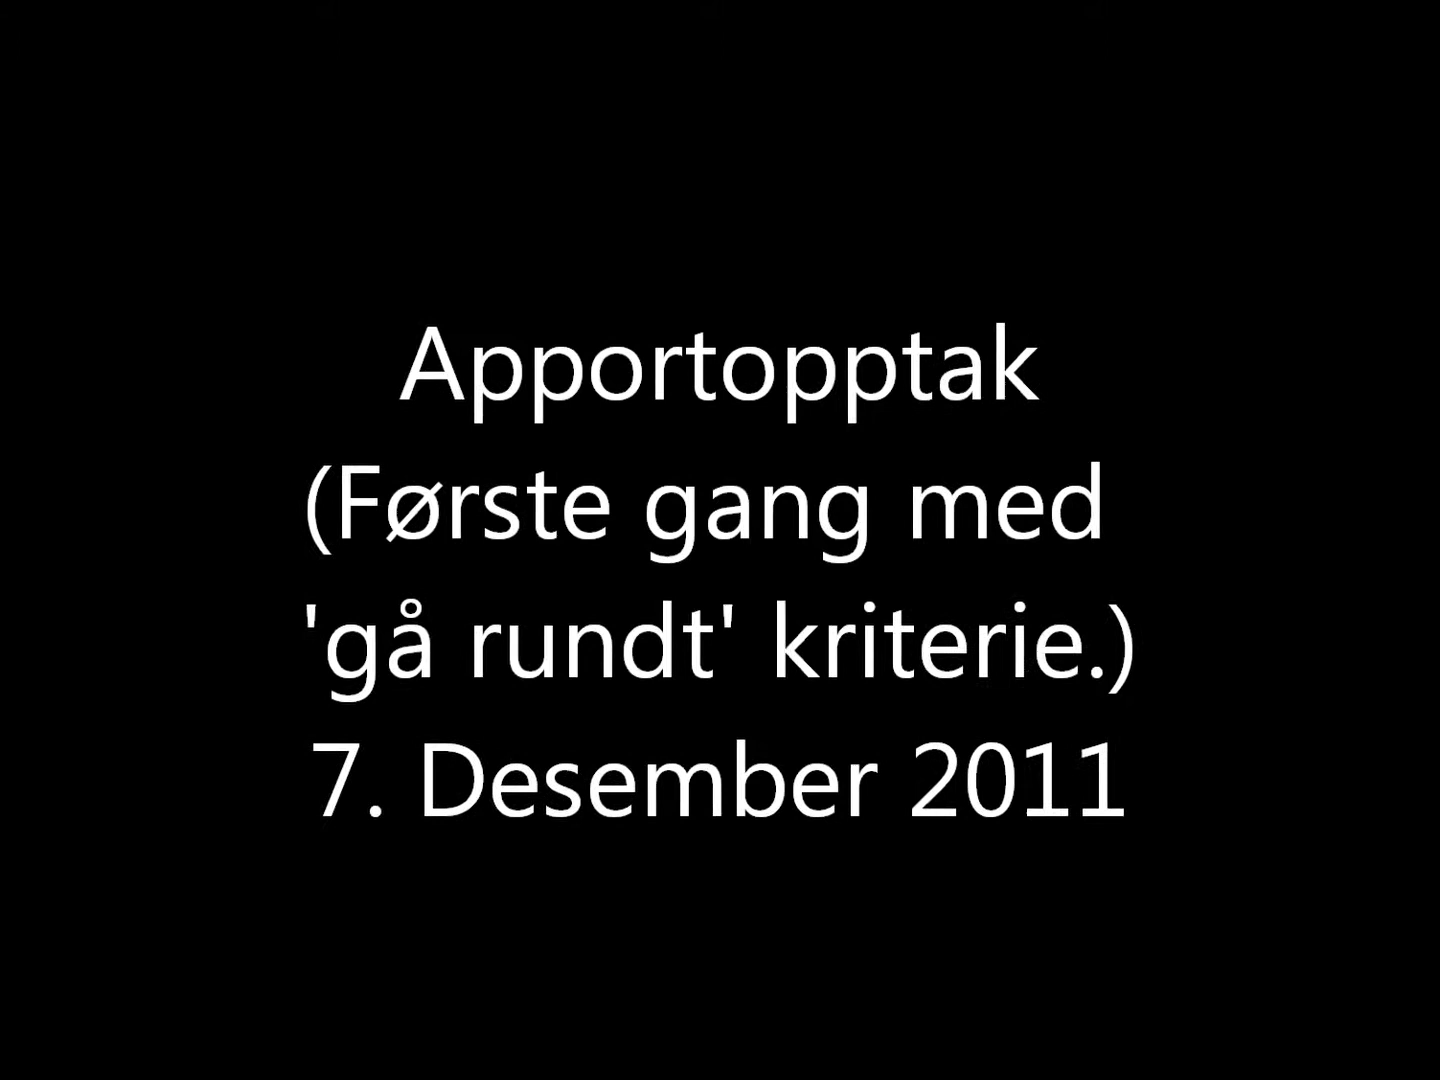 Apportopptak
(Første gang med
'gå rundt' kriterie.)
7. Desember 2011